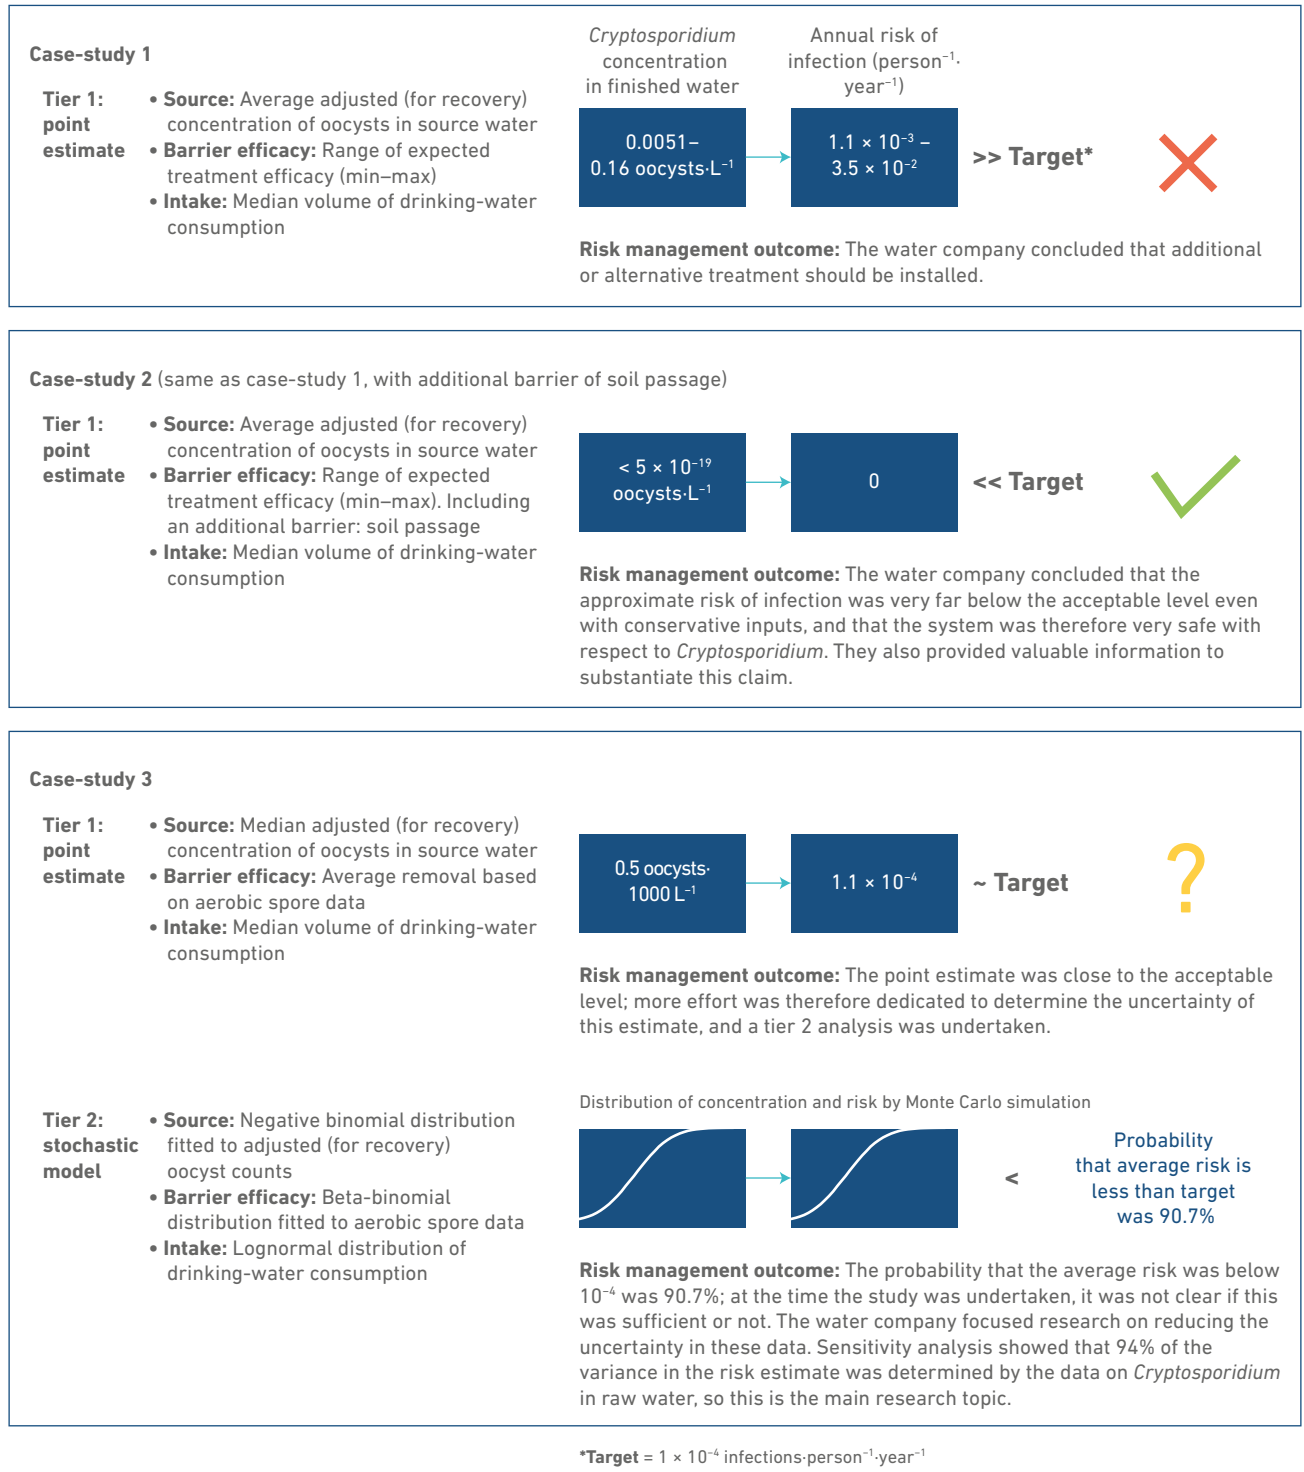 Case-study 1
Cryptosporidium
concentration
in finished water
Annual risk of
infection (person⁻¹·
year⁻¹)
Tier 1:
point
estimate
• Source: Average adjusted (for recovery)
concentration of oocysts in source water
• Barrier efficacy: Range of expected
treatment efficacy (min–max)
• Intake: Median volume of drinking-water
consumption
0.0051–
0.16 oocysts·L⁻¹
1.1 × 10⁻³ –
3.5 × 10⁻²
>> Target*
Risk management outcome: The water company concluded that additional
or alternative treatment should be installed.
Case-study 2 (same as case-study 1, with additional barrier of soil passage)
Tier 1:
point
estimate
• Source: Average adjusted (for recovery)
concentration of oocysts in source water
• Barrier efficacy: Range of expected
treatment efficacy (min–max). Including
an additional barrier: soil passage
• Intake: Median volume of drinking-water
consumption
< 5 × 10⁻¹⁹
oocysts·L⁻¹
0
<< Target
Risk management outcome: The water company concluded that the
approximate risk of infection was very far below the acceptable level even
with conservative inputs, and that the system was therefore very safe with
respect to Cryptosporidium. They also provided valuable information to
substantiate this claim.
Case-study 3
Tier 1:
point
estimate
• Source: Median adjusted (for recovery)
concentration of oocysts in source water
• Barrier efficacy: Average removal based
on aerobic spore data
• Intake: Median volume of drinking-water
consumption
0.5 oocysts·
1000 L⁻¹
1.1 × 10⁻⁴
~ Target
?
Risk management outcome: The point estimate was close to the acceptable
level; more effort was therefore dedicated to determine the uncertainty of
this estimate, and a tier 2 analysis was undertaken.
Tier 2:
stochastic
model
• Source: Negative binomial distribution
fitted to adjusted (for recovery)
oocyst counts
• Barrier efficacy: Beta-binomial
distribution fitted to aerobic spore data
• Intake: Lognormal distribution of
drinking-water consumption
Distribution of concentration and risk by Monte Carlo simulation
<
Probability
that average risk is
less than target
was 90.7%
Risk management outcome: The probability that the average risk was below
10⁻⁴ was 90.7%; at the time the study was undertaken, it was not clear if this
was sufficient or not. The water company focused research on reducing the
uncertainty in these data. Sensitivity analysis showed that 94% of the
variance in the risk estimate was determined by the data on Cryptosporidium
in raw water, so this is the main research topic.
*Target = 1 × 10⁻⁴ infections·person⁻¹·year⁻¹